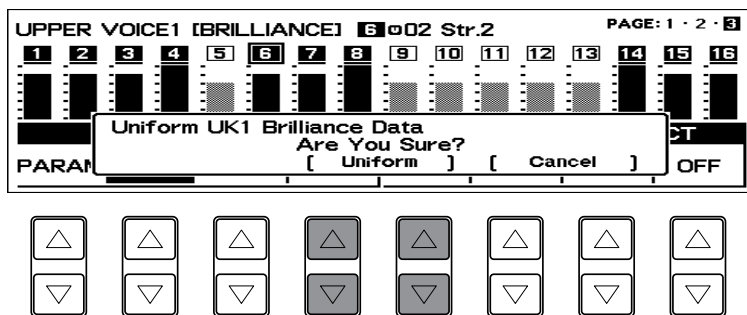 UPPER VOICE1 [BRILLIANCE] 6 02 Str.2 PAGE: 1 · 2 · 3
1 2 3 4 5 6 7 8 9 10 11 12 13 14 15 16
Uniform UK1 Brilliance Data
Are You Sure?
[ Uniform ] [ Cancel ]
CT
PARAM
OFF